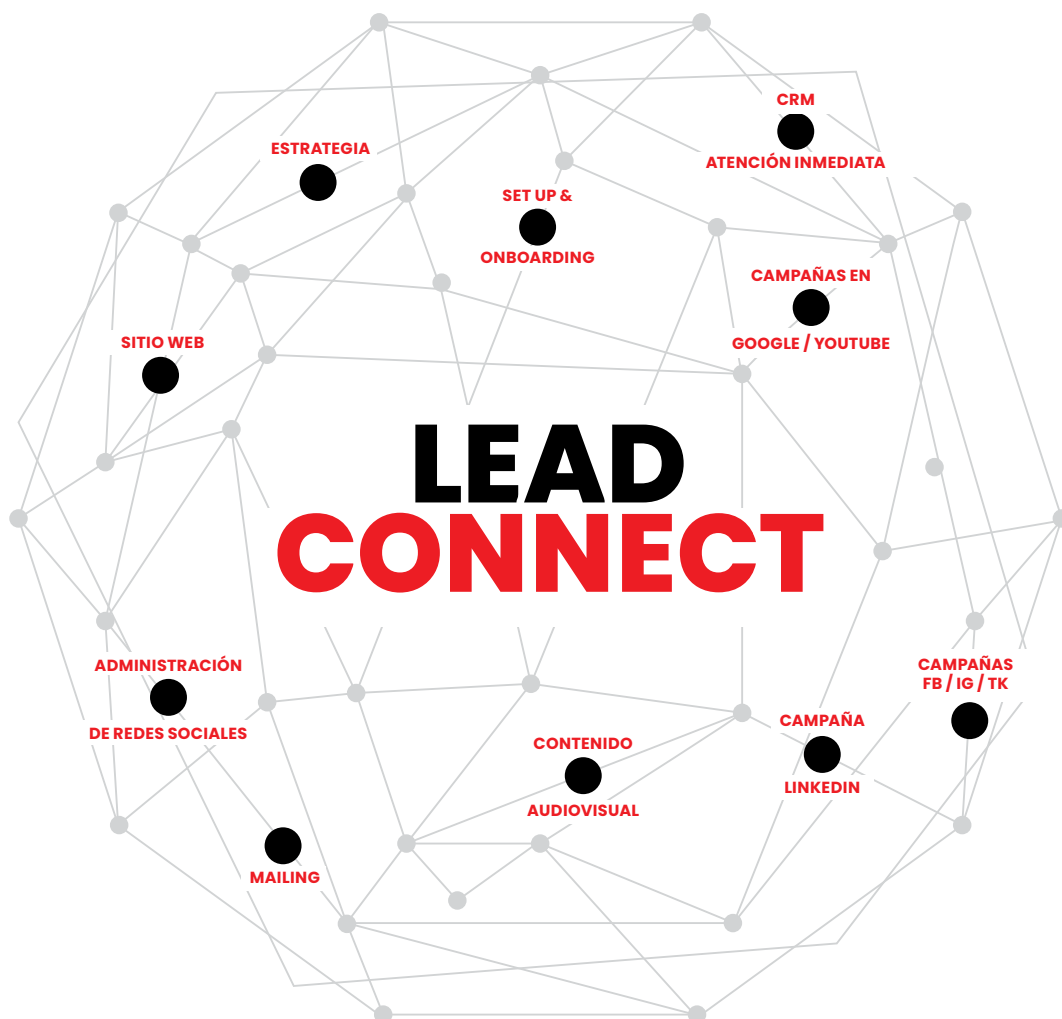 CRM
ATENCIÓN INMEDIATA
ESTRATEGIA
SET UP &
ONBOARDING
CAMPAÑAS EN
GOOGLE / YOUTUBE
SITIO WEB
LEAD
CONNECT
ADMINISTRACIÓN
DE REDES SOCIALES
CAMPAÑAS
FB / IG / TK
CAMPAÑA
LINKEDIN
CONTENIDO
AUDIOVISUAL
MAILING